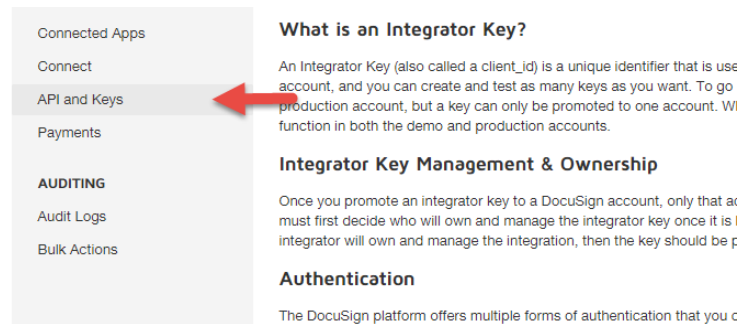 Connected Apps
Connect
API and Keys
Payments
AUDITING
Audit Logs
Bulk Actions
What is an Integrator Key?
An Integrator Key (also called a client_id) is a unique identifier that is use
account, and you can create and test as many keys as you want. To go
production account, but a key can only be promoted to one account. Wh
function in both the demo and production accounts.
Integrator Key Management & Ownership
Once you promote an integrator key to a DocuSign account, only that ac
must first decide who will own and manage the integrator key once it is
integrator will own and manage the integration, then the key should be p
Authentication
The DocuSign platform offers multiple forms of authentication that you c